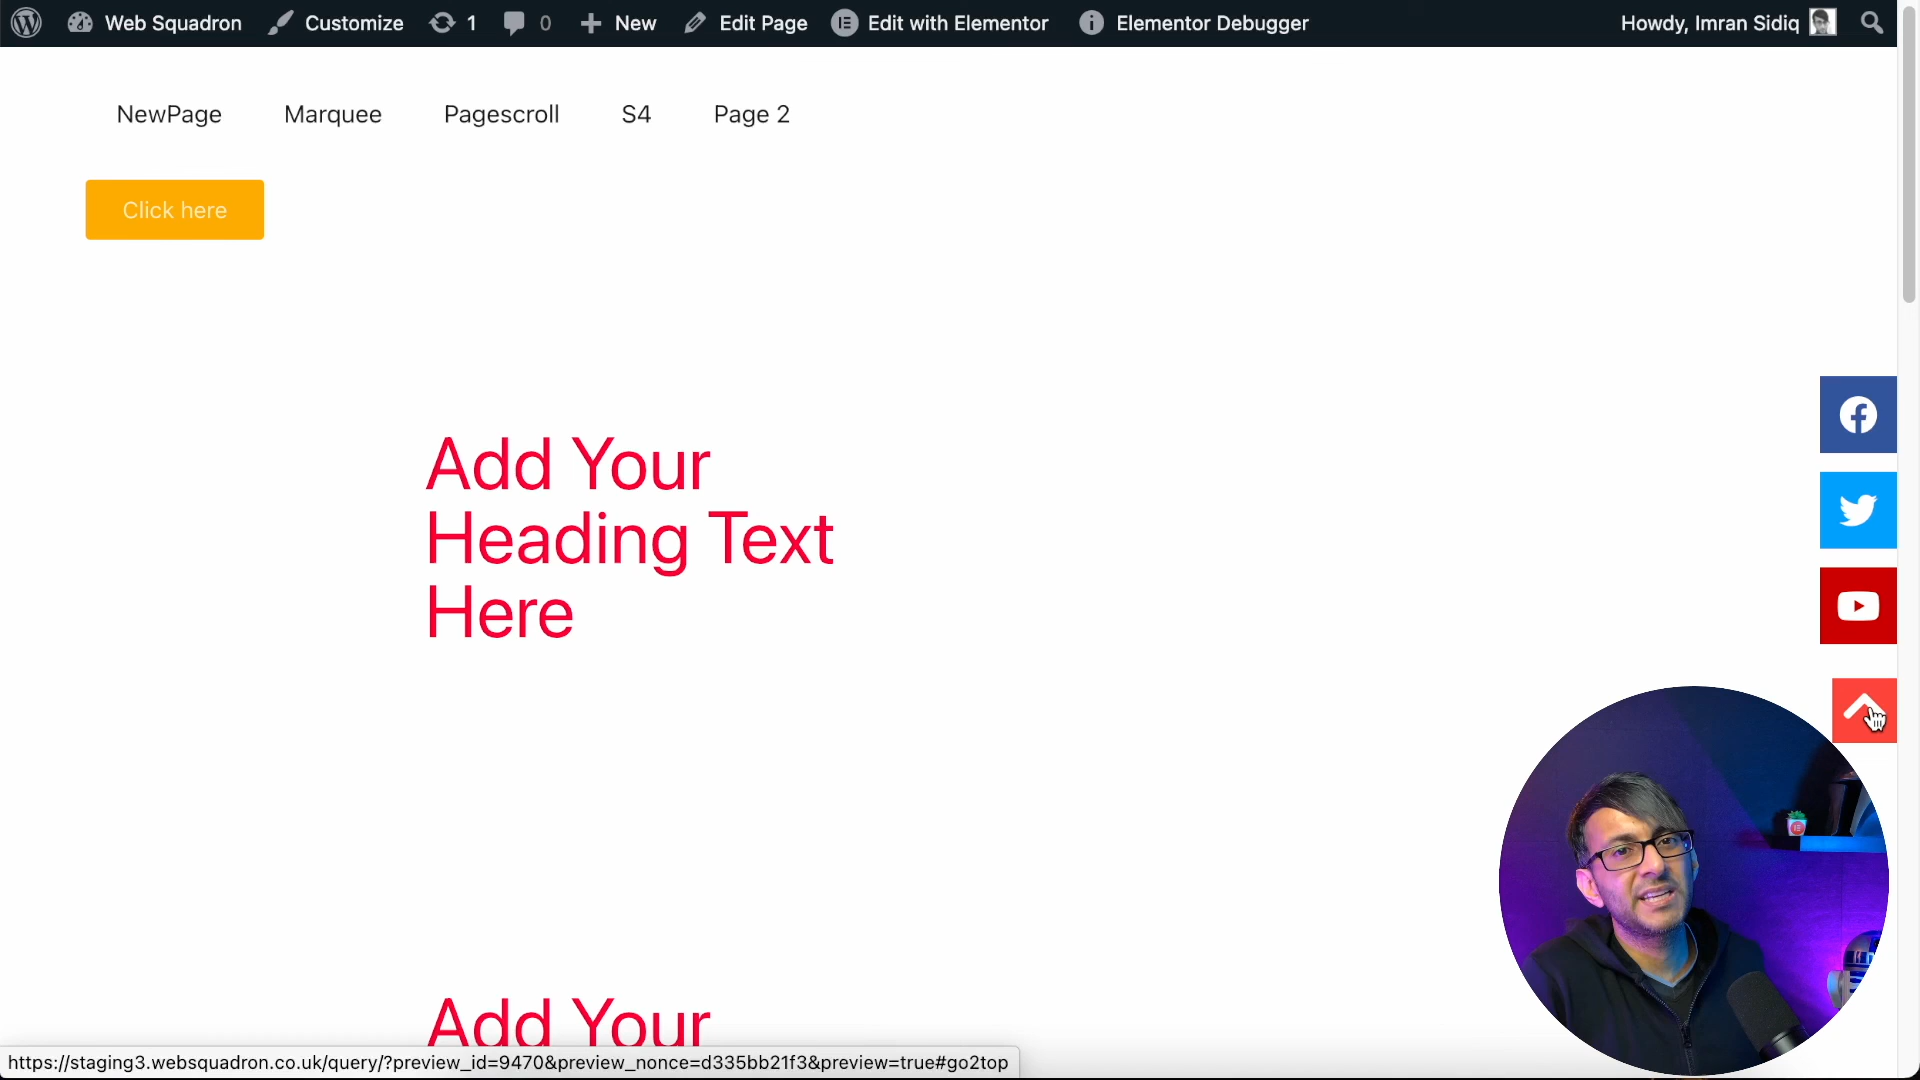 Web Squadron Customize 1 0 New Edit Page Edit with Elementor Elementor Debugger Howdy, Imran Sidiq
NewPage Marquee Pagescroll S4 Page 2
Click here
Add Your
Heading Text
Here
Add Your
https://staging3.websquadron.co.uk/query/?preview_id=9470&preview_nonce=d335bb21f3&preview=true#go2top